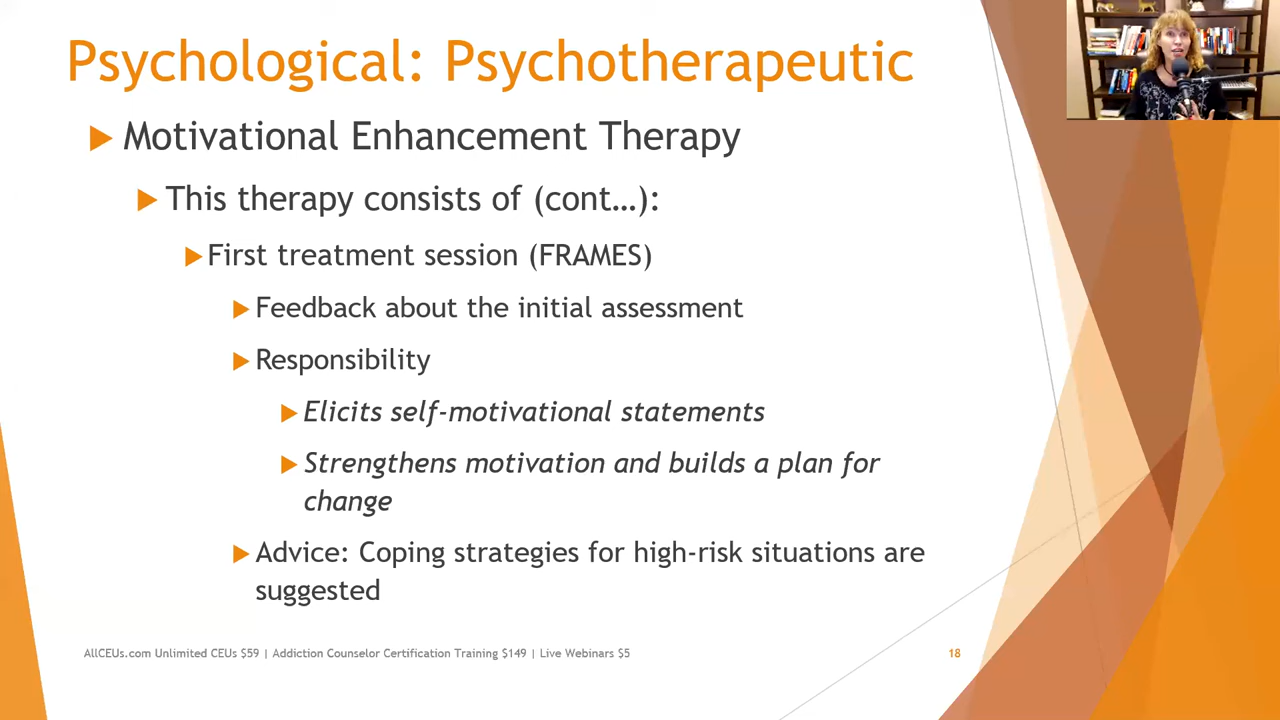 Psychological: Psychotherapeutic
Motivational Enhancement Therapy
This therapy consists of (cont…):
First treatment session (FRAMES)
Feedback about the initial assessment
Responsibility
Elicits self-motivational statements
Strengthens motivation and builds a plan for
change
Advice: Coping strategies for high-risk situations are
suggested
AllCEUs.com Unlimited CEUs $59 | Addiction Counselor Certification Training $149 | Live Webinars $5
18